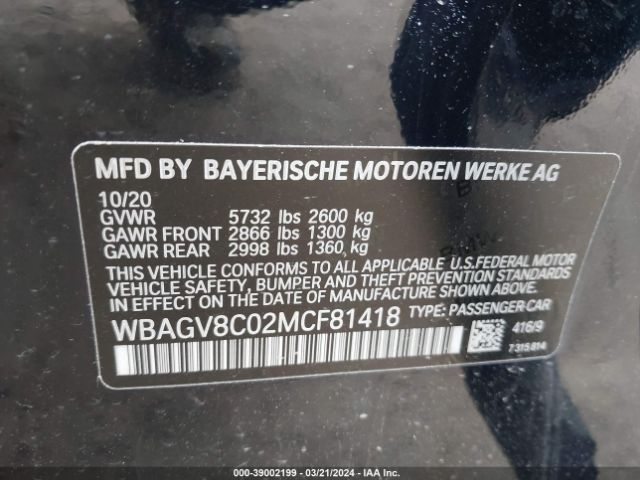 MFD BY BAYERISCHE MOTOREN WERKE AG
10/20
GVWR 5732 lbs 2600 kg
GAWR FRONT 2866 lbs 1300 kg
GAWR REAR 2998 lbs 1360 kg
THIS VEHICLE CONFORMS TO ALL APPLICABLE U.S.FEDERAL MOTOR
VEHICLE SAFETY, BUMPER AND THEFT PREVENTION STANDARDS
IN EFFECT ON THE DATE OF MANUFACTURE SHOWN ABOVE.
WBAGV8C02MCF81418 TYPE: PASSENGER CAR
416/9
7315814
000-39002199 | 03/21/2024 | IAA Inc.